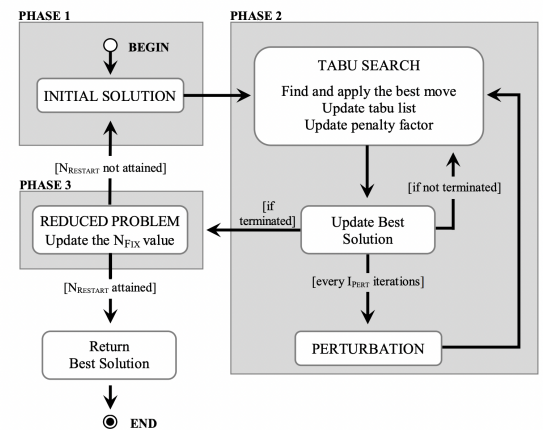 PHASE 1
BEGIN
INITIAL SOLUTION
[NRESTART not attained]
PHASE 2
TABU SEARCH
Find and apply the best move
Update tabu list
Update penalty factor
[if not terminated]
[if
terminated]
Update Best
Solution
[every IPERT iterations]
PERTURBATION
PHASE 3
REDUCED PROBLEM
Update the NFIX value
[NRESTART attained]
Return
Best Solution
END